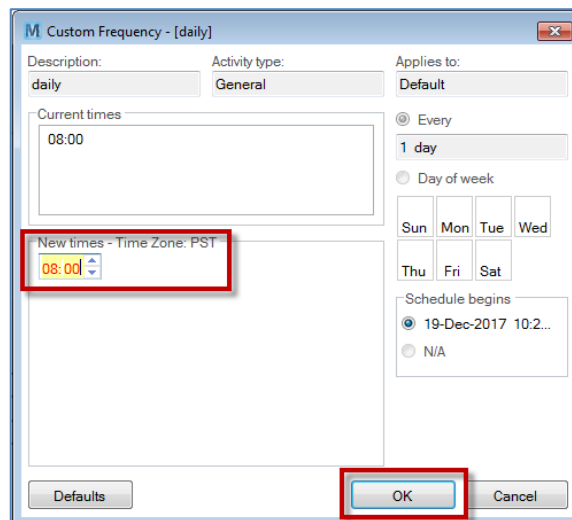 M Custom Frequency - [daily]
Description: Activity type: Applies to:
daily General Default
Current times
08:00
Every
1 day
Day of week
Sun Mon Tue Wed
Thu Fri Sat
New times - Time Zone: PST
08:00
Schedule begins
19-Dec-2017 10:2...
N/A
Defaults OK Cancel